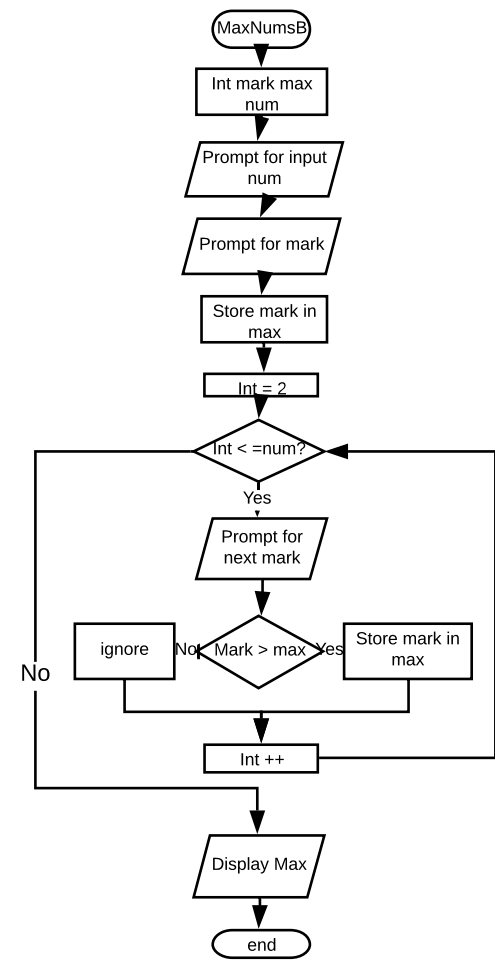 MaxNumsB
Int mark max
num
Prompt for input
num
Prompt for mark
Store mark in
max
Int = 2
Int < =num?
Yes
Prompt for
next mark
ignore
No
Mark > max
Yes
Store mark in
max
No
Int ++
Display Max
end